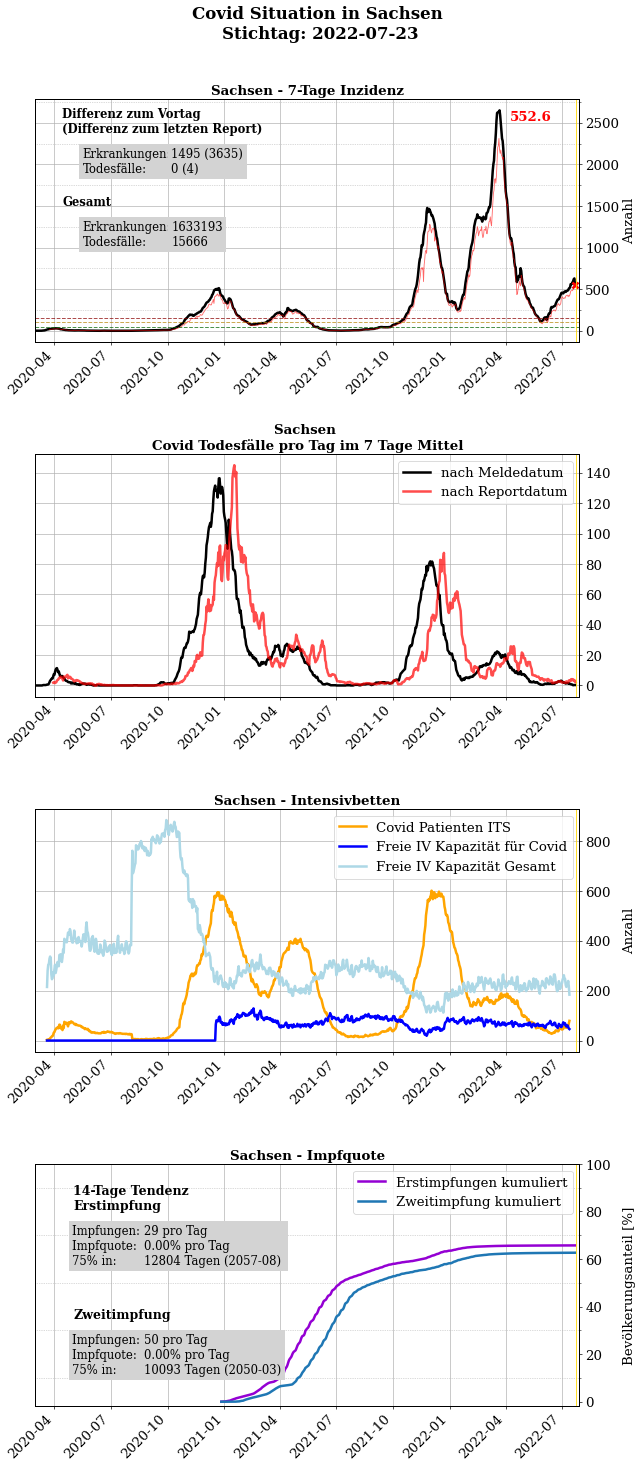 Covid Situation in Sachsen
Stichtag: 2022-07-23
Sachsen - 7-Tage Inzidenz
Differenz zum Vortag
(Differenz zum letzten Report)
Erkrankungen 1495 (3635)
Todesfälle: 0 (4)
Gesamt
Erkrankungen 1633193
Todesfälle: 15666
552.6
2500
2000
1500
1000
500
0
Anzahl
2020-04
2020-07
2020-10
2021-01
2021-04
2021-07
2021-10
2022-01
2022-04
2022-07
Sachsen
Covid Todesfälle pro Tag im 7 Tage Mittel
nach Meldedatum
nach Reportdatum
140
120
100
80
60
40
20
0
2020-04
2020-07
2020-10
2021-01
2021-04
2021-07
2021-10
2022-01
2022-04
2022-07
Sachsen - Intensivbetten
Covid Patienten ITS
Freie IV Kapazität für Covid
Freie IV Kapazität Gesamt
800
600
400
200
0
Anzahl
2020-04
2020-07
2020-10
2021-01
2021-04
2021-07
2021-10
2022-01
2022-04
2022-07
Sachsen - Impfquote
14-Tage Tendenz
Erstimpfung
Impfungen: 29 pro Tag
Impfquote: 0.00% pro Tag
75% in: 12804 Tagen (2057-08)
Zweitimpfung
Impfungen: 50 pro Tag
Impfquote: 0.00% pro Tag
75% in: 10093 Tagen (2050-03)
Erstimpfungen kumuliert
Zweitimpfung kumuliert
100
80
60
40
20
0
Bevölkerungsanteil [%]
2020-04
2020-07
2020-10
2021-01
2021-04
2021-07
2021-10
2022-01
2022-04
2022-07